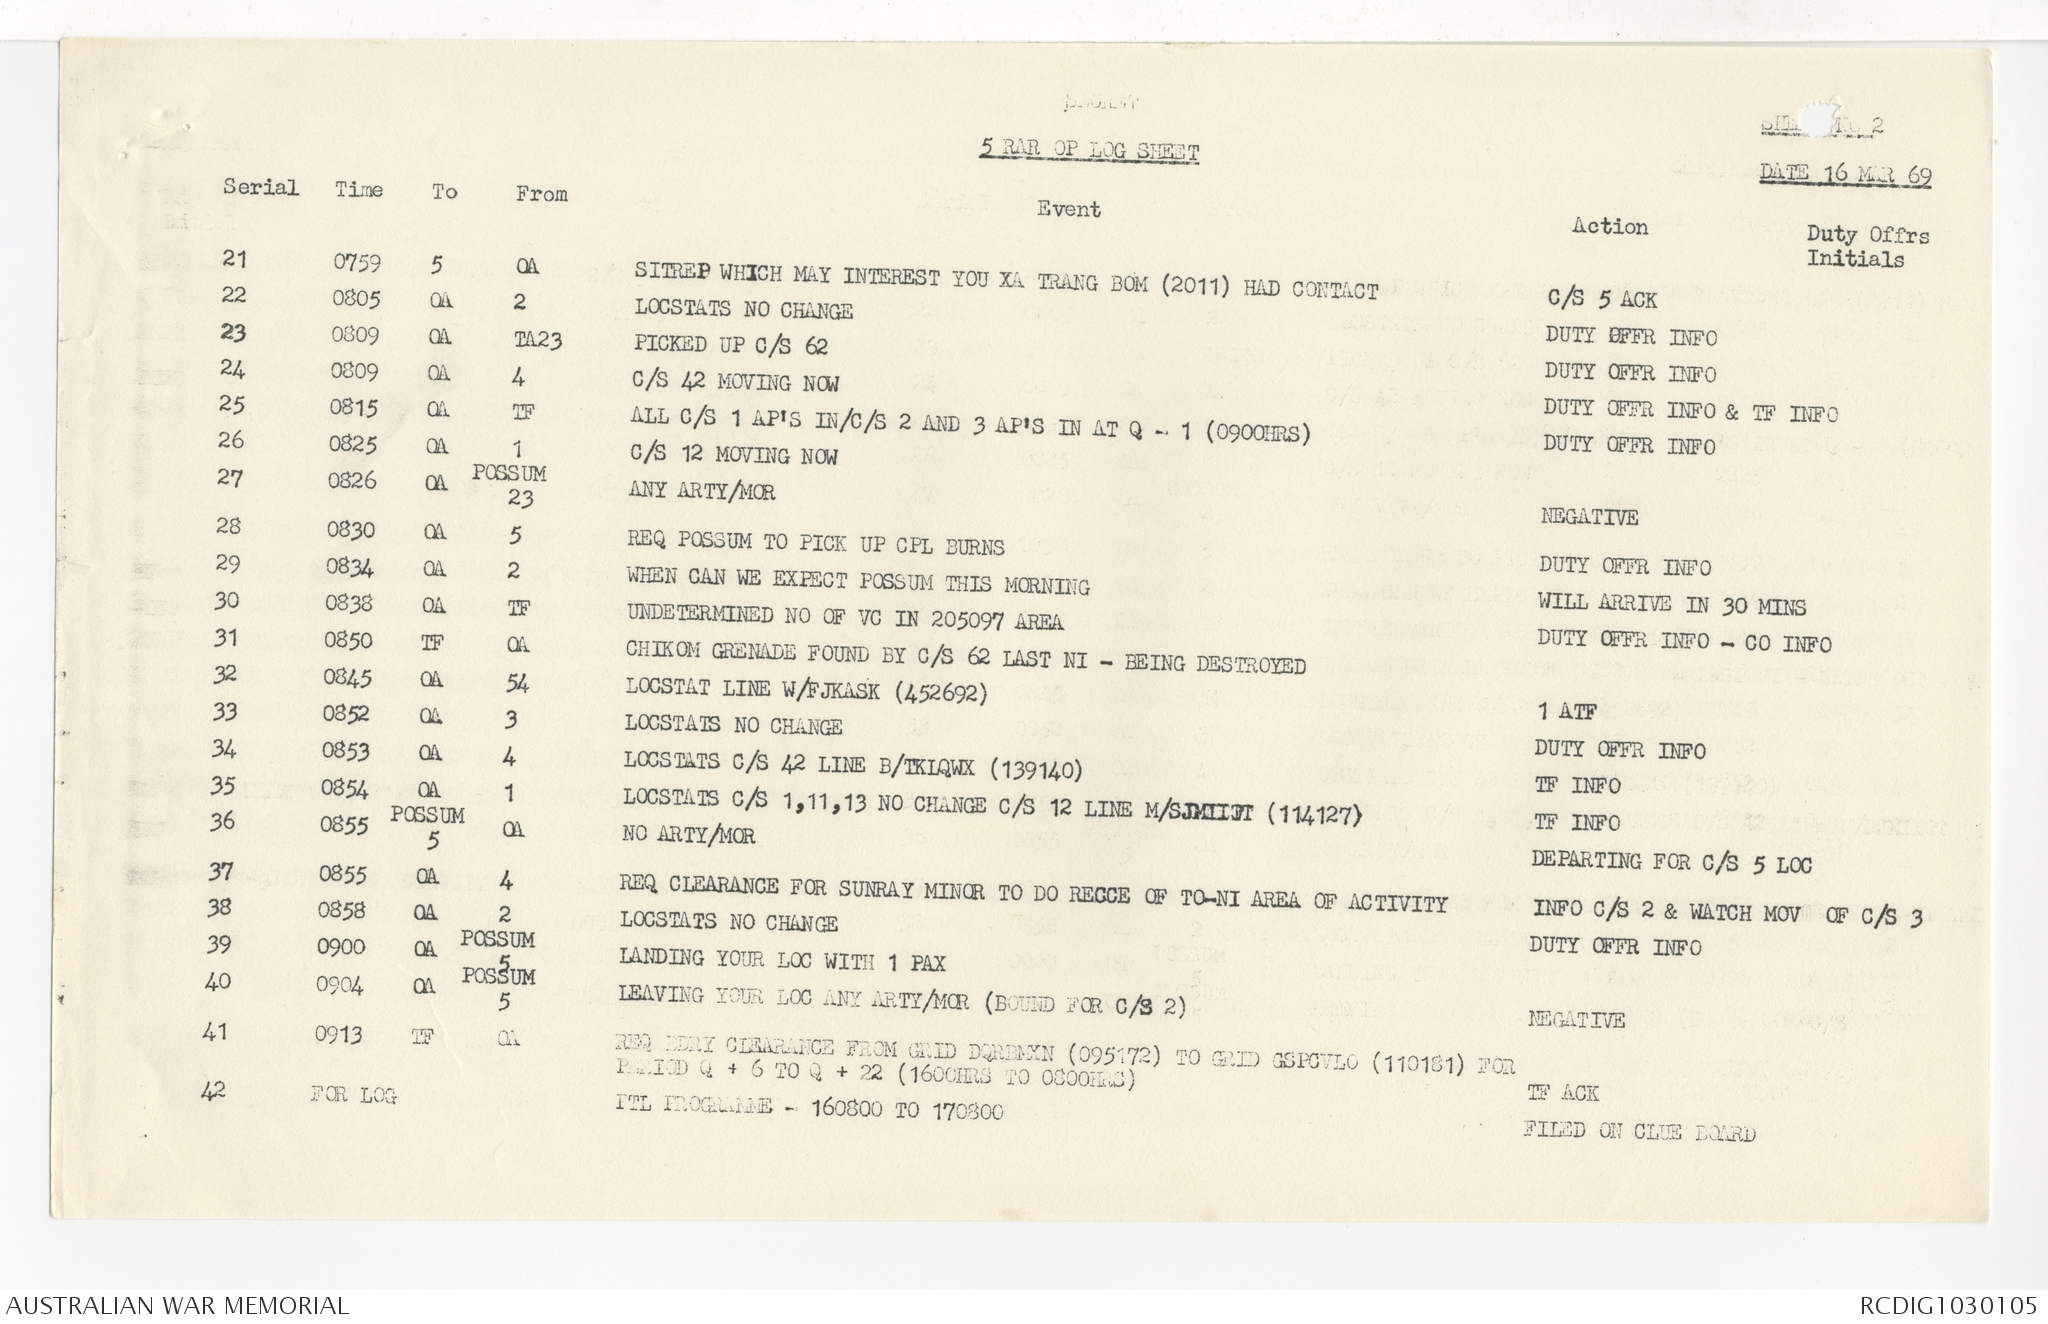 SECRET
5 RAR OP LOG SHEET
2
DATE 16 MAR 69
Serial Time To From Event Action Duty Offrs Initials
21 0759 5 OA SITREP WHICH MAY INTEREST YOU XA TRANG BOM (2011) HAD CONTACT C/S 5 ACK
22 0805 OA 2 LOCSTATS NO CHANGE DUTY OFFR INFO
23 0809 OA TA23 PICKED UP C/S 62 DUTY OFFR INFO
24 0809 OA 4 C/S 42 MOVING NOW DUTY OFFR INFO & TF INFO
25 0815 OA TF ALL C/S 1 AP'S IN/C/S 2 AND 3 AP'S IN AT Q - 1 (0900HRS) DUTY OFFR INFO
26 0825 OA 1 C/S 12 MOVING NOW
27 0826 OA POSSUM 23 ANY ARTY/MOR NEGATIVE
28 0830 OA 5 REQ POSSUM TO PICK UP CPL BURNS DUTY OFFR INFO
29 0834 OA 2 WHEN CAN WE EXPECT POSSUM THIS MORNING WILL ARRIVE IN 30 MINS
30 0838 OA TF UNDETERMINED NO OF VC IN 205097 AREA DUTY OFFR INFO - CO INFO
31 0850 TF OA CHIKOM GRENADE FOUND BY C/S 62 LAST NI - BEING DESTROYED
32 0845 OA 54 LOCSTAT LINE W/FJKASK (452692) 1 ATF
33 0852 OA 3 LOCSTATS NO CHANGE DUTY OFFR INFO
34 0853 OA 4 LOCSTATS C/S 42 LINE B/TKLQWX (139140) TF INFO
35 0854 OA 1 LOCSTATS C/S 1,11,13 NO CHANGE C/S 12 LINE (114127) TF INFO
36 0855 POSSUM 5 OA NO ARTY/MOR DEPARTING FOR C/S 5 LOC
37 0855 OA 4 REQ CLEARANCE FOR SUNRAY MINOR TO DO RECCE OF TO-NI AREA OF ACTIVITY INFO C/S 2 & WATCH MOV OF C/S 3
38 0858 OA 2 LOCSTATS NO CHANGE DUTY OFFR INFO
39 0900 OA POSSUM 5 LANDING YOUR LOC WITH 1 PAX
40 0904 OA POSSUM 5 LEAVING YOUR LOC ANY ARTY/MOR (BOUND FOR C/S 2) NEGATIVE
41 0913 TF OA REQ BDRY CLEARANCE FROM GRID DQRBMXN (095172) TO GRID GSPCVLO (110181) FOR
PERIOD Q + 6 TO Q + 22 (1600HRS TO 0800HRS) TF ACK
42 FOR LOG PTL PROGRAMME - 160800 TO 170800 FILED ON CLUE BOARD
AUSTRALIAN WAR MEMORIAL
RCDIG1030105